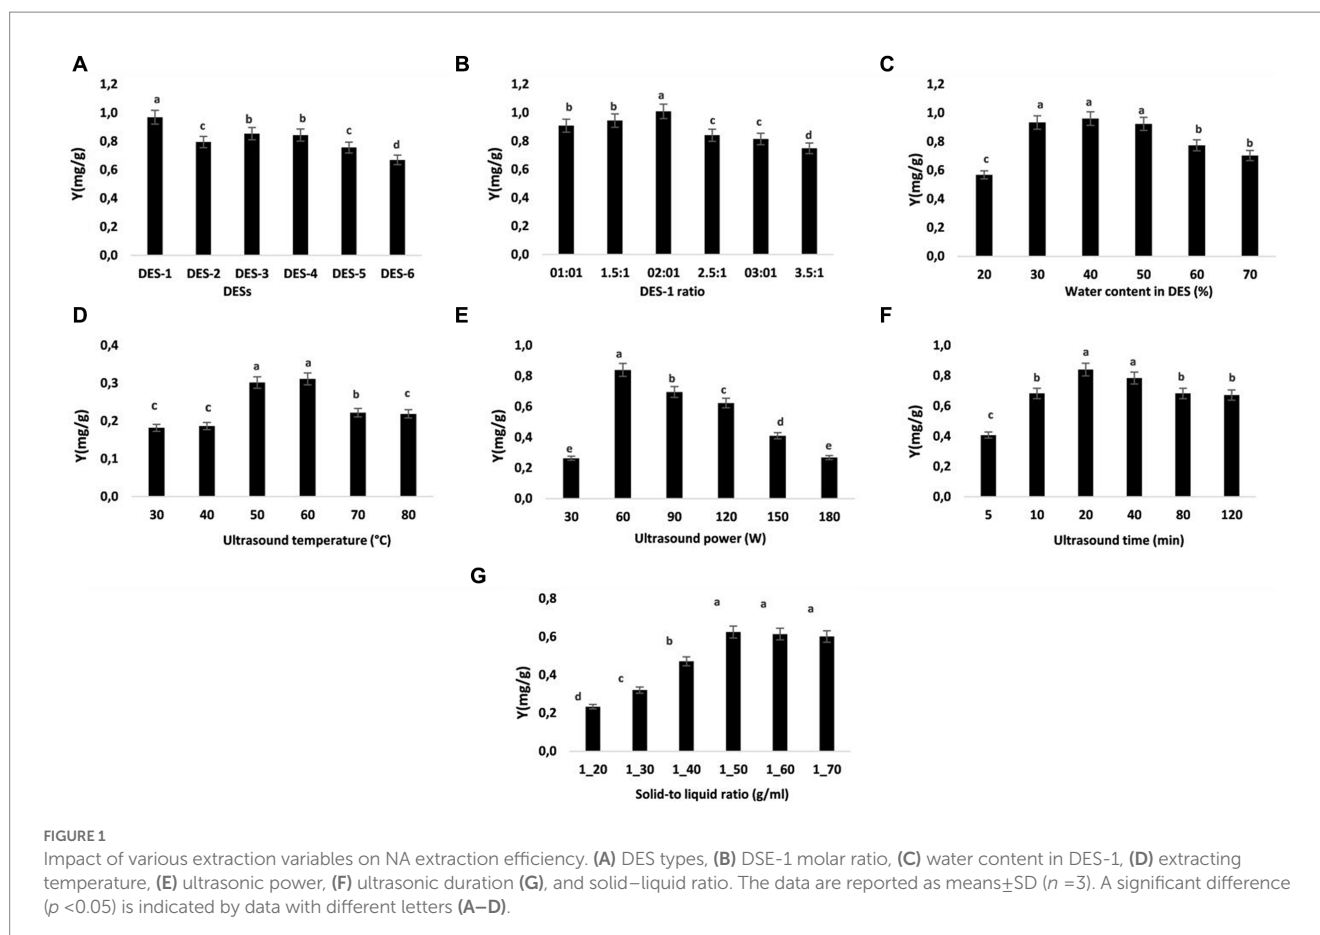 A
1,2
1,0
0,8
0,6
0,4
0,2
0,0
Y(mg/g)
a
c
b
b
c
d
DES-1 DES-2 DES-3 DES-4 DES-5 DES-6
DESs
B
1,2
1,0
0,8
0,6
0,4
0,2
0,0
Y(mg/g)
b
b
a
c
c
d
01:01 1.5:1 02:01 2.5:1 03:01 3.5:1
DES-1 ratio
C
1,2
1,0
0,8
0,6
0,4
0,2
0,0
Y(mg/g)
c
a
a
a
b
b
20 30 40 50 60 70
Water content in DES (%)
D
0,4
0,3
0,2
0,1
0,0
Y(mg/g)
c
c
a
a
b
c
30 40 50 60 70 80
Ultrasound temperature (°C)
E
1,0
0,8
0,6
0,4
0,2
0,0
Y(mg/g)
e
a
b
c
d
e
30 60 90 120 150 180
Ultrasound power (W)
F
1,0
0,8
0,6
0,4
0,2
0,0
Y(mg/g)
c
b
a
a
b
b
5 10 20 40 80 120
Ultrasound time (min)
G
0,8
0,6
0,4
0,2
0,0
Y(mg/g)
d
c
b
a
a
a
1_20 1_30 1_40 1_50 1_60 1_70
Solid-to liquid ratio (g/ml)
FIGURE 1
Impact of various extraction variables on NA extraction efficiency. (A) DES types, (B) DSE-1 molar ratio, (C) water content in DES-1, (D) extracting
temperature, (E) ultrasonic power, (F) ultrasonic duration (G), and solid–liquid ratio. The data are reported as means±SD (n =3). A significant difference
(p <0.05) is indicated by data with different letters (A–D).